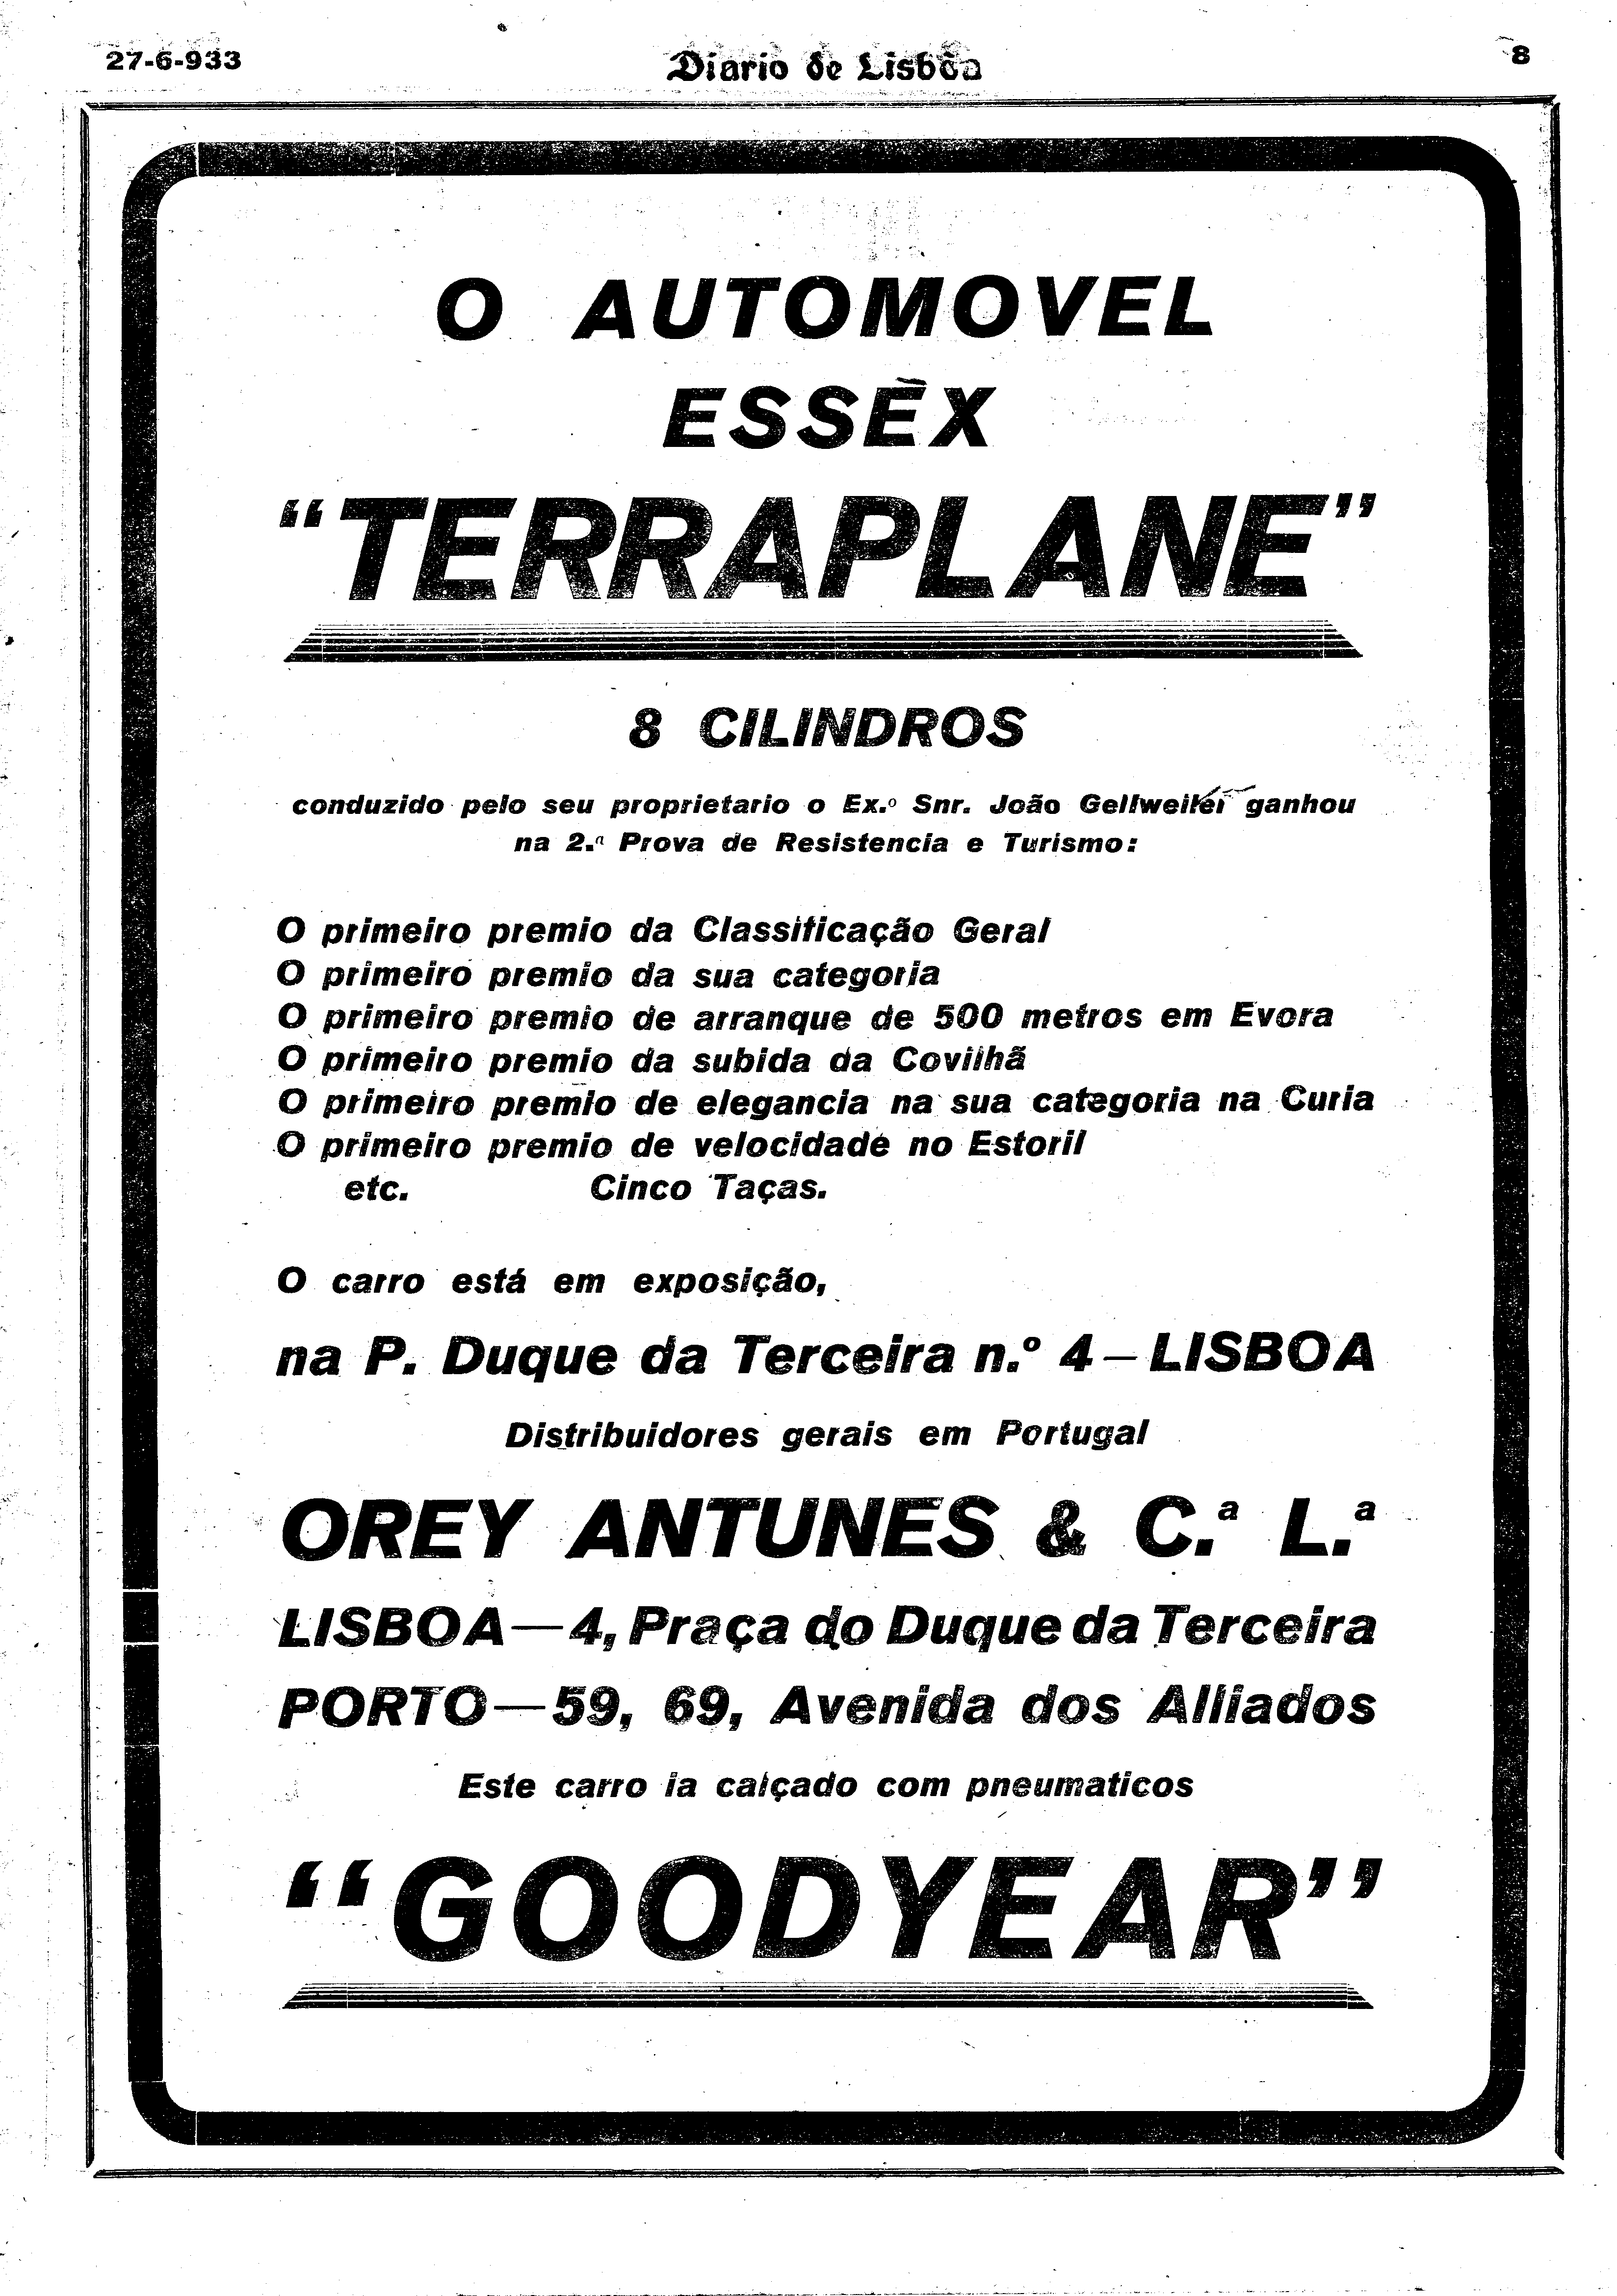 27-6-933
Diario de Lisbôa
8
O AUTOMOVEL
ESSEX
“TERRAPLANE”
8 CILINDROS
conduzido pelo seu proprietario o Ex.º Snr. João Gellweiler ganhou
na 2.ª Prova de Resistencia e Turismo:
O primeiro premio da Classificação Geral
O primeiro premio da sua categoria
O primeiro premio de arranque de 500 metros em Evora
O primeiro premio da subida da Covilhã
O primeiro premio de elegancia na sua categoria na Curia
O primeiro premio de velocidade no Estoril
etc. Cinco Taças.
O carro está em exposição,
na P. Duque da Terceira n.º 4 — LISBOA
Distribuidores gerais em Portugal
OREY ANTUNES & C.ª L.ª
LISBOA—4, Praça do Duque da Terceira
PORTO—59, 69, Avenida dos Alliados
Este carro ia calçado com pneumaticos
“GOODYEAR”